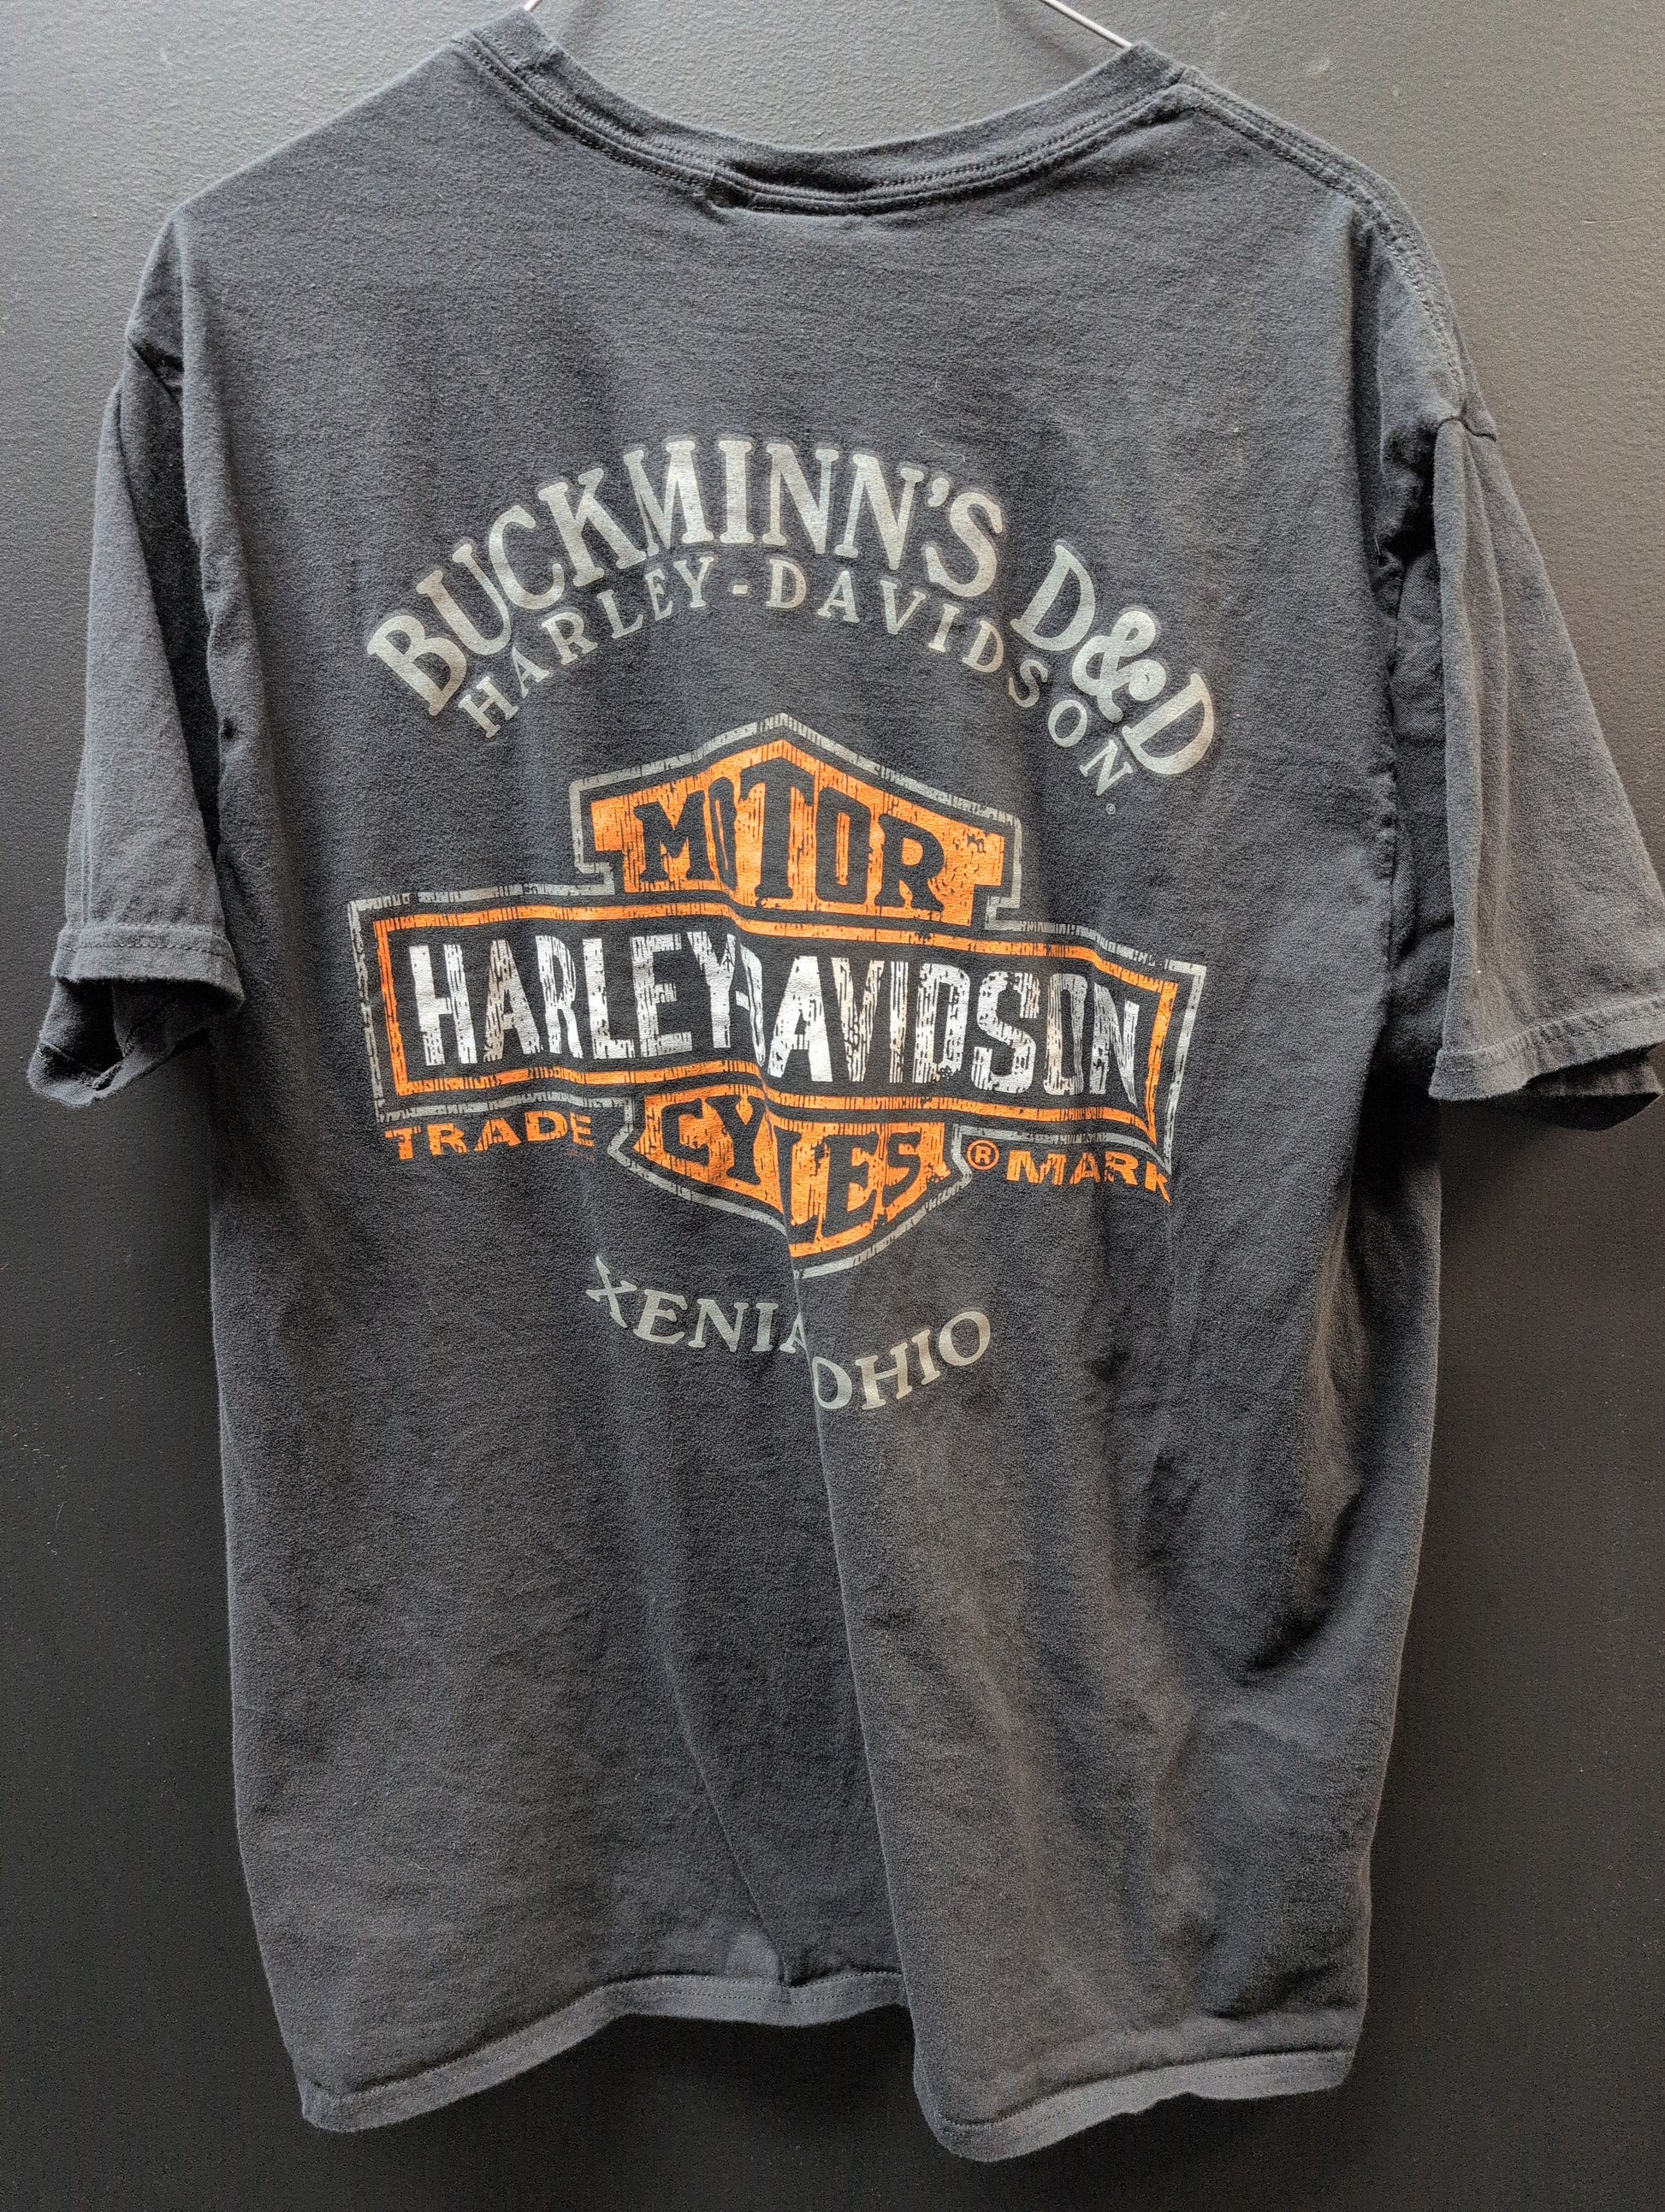 BUCKMINN'S D&D
HARLEY-DAVIDSON®
MOTOR
HARLEY-DAVIDSON
CYCLES
TRADE ® MARK
XENIA OHIO